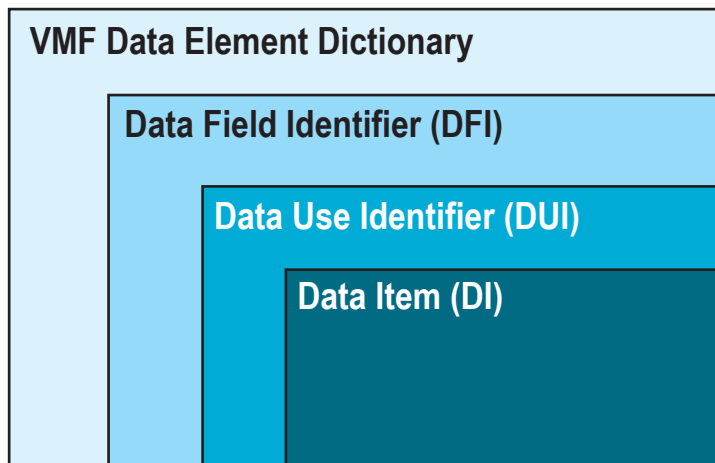 VMF Data Element Dictionary
Data Field Identifier (DFI)
Data Use Identifier (DUI)
Data Item (DI)